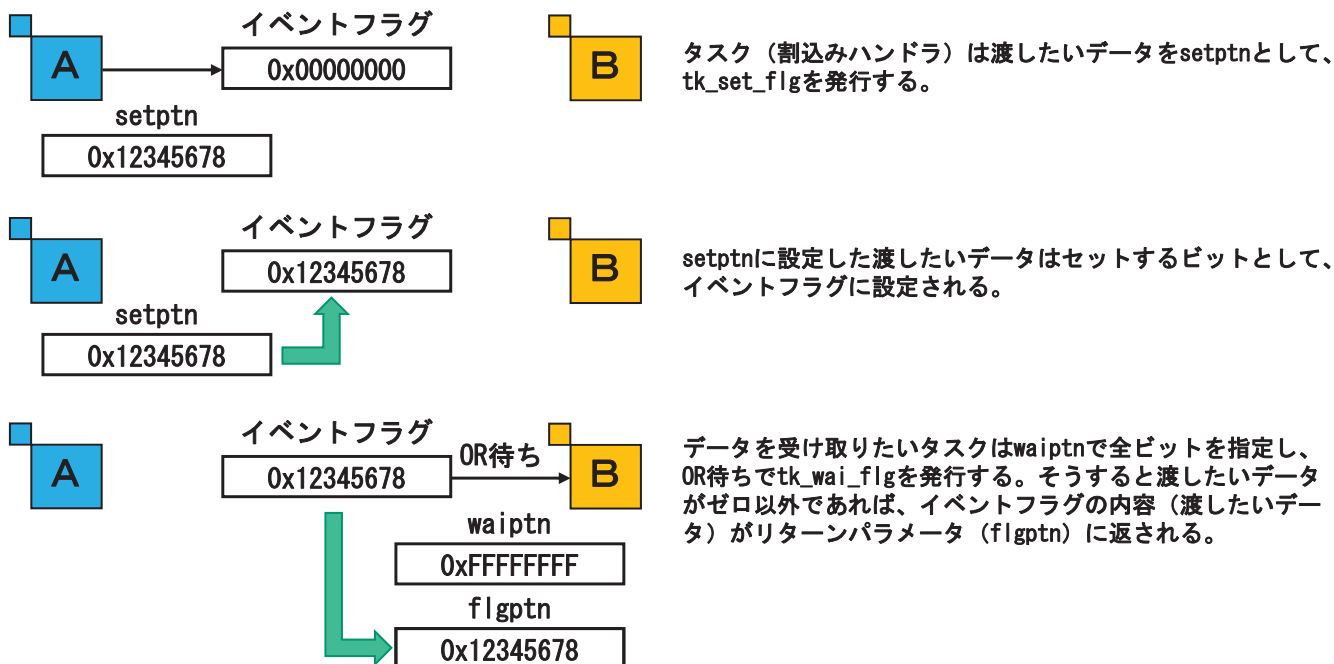 イベントフラグ
A
0x00000000
B
setptn
0x12345678
タスク（割込みハンドラ）は渡したいデータをsetptnとして、
tk_set_flgを発行する。
イベントフラグ
A
0x12345678
B
setptn
0x12345678
setptnに設定した渡したいデータはセットするビットとして、
イベントフラグに設定される。
イベントフラグ
A
0x12345678
OR待ち
B
waiptn
0xFFFFFFFF
flgptn
0x12345678
データを受け取りたいタスクはwaiptnで全ビットを指定し、
OR待ちでtk_wai_flgを発行する。そうすると渡したいデータ
がゼロ以外であれば、イベントフラグの内容（渡したいデー
タ）がリターンパラメータ（flgptn）に返される。